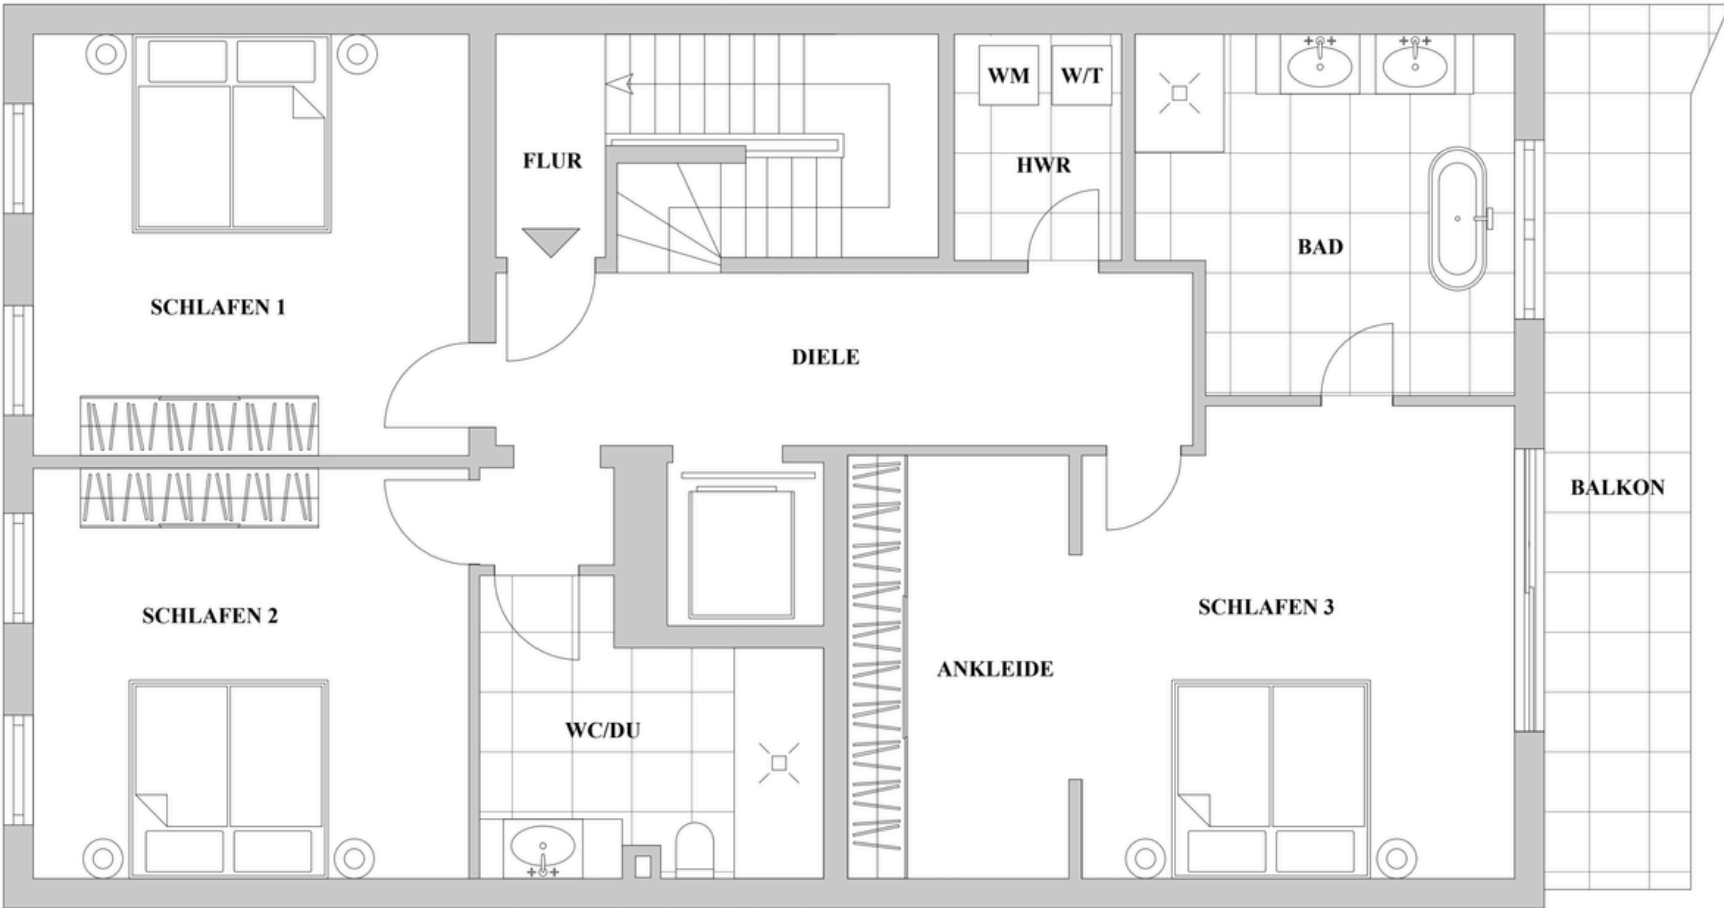 WM
W/T
FLUR
HWR
BAD
SCHLAFEN 1
DIELE
BALKON
SCHLAFEN 2
SCHLAFEN 3
ANKLEIDE
WC/DU